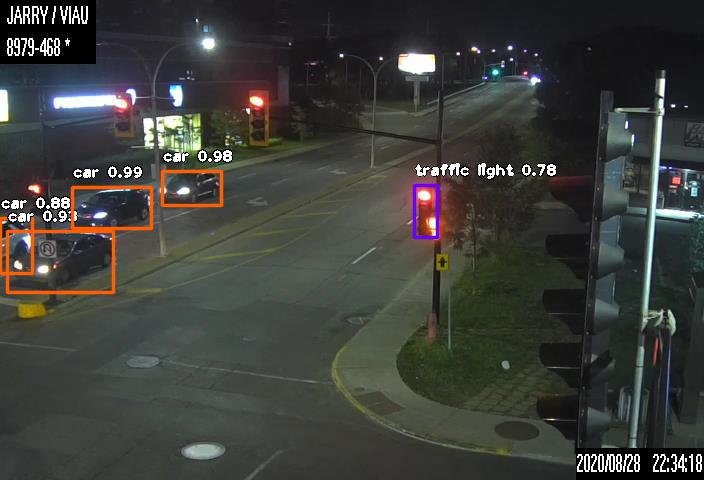 JARRY / VIAU
8979-468 *
car 0.98
car 0.99
traffic light 0.78
car 0.88
car 0.93
2020/08/28 22:34:18